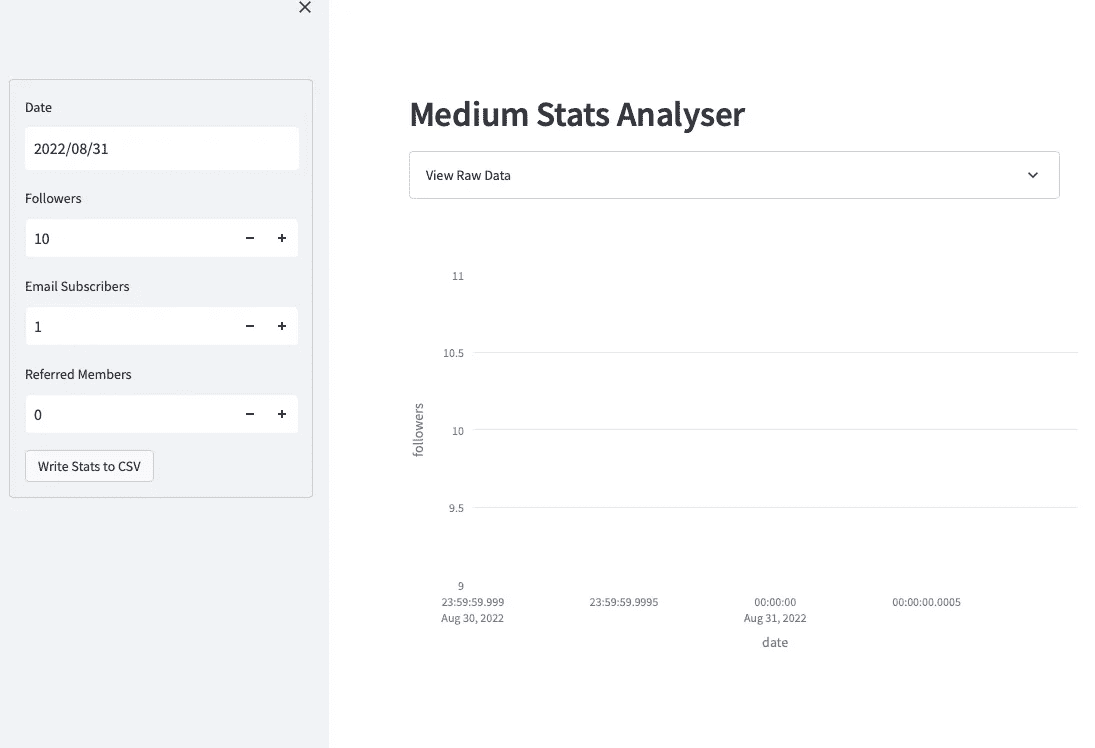 Date
2022/08/31
Followers
10
Email Subscribers
1
Referred Members
0
Write Stats to CSV
Medium Stats Analyser
View Raw Data
11
10.5
10
9.5
9
followers
23:59:59.999 23:59:59.9995 00:00:00 00:00:00.0005
Aug 30, 2022 Aug 31, 2022
date